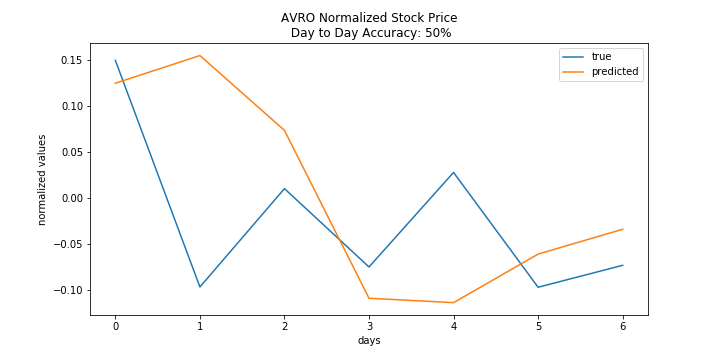 AVRO Normalized Stock Price
Day to Day Accuracy: 50%
true
predicted
normalized values
0.15
0.10
0.05
0.00
−0.05
−0.10
0 1 2 3 4 5 6
days